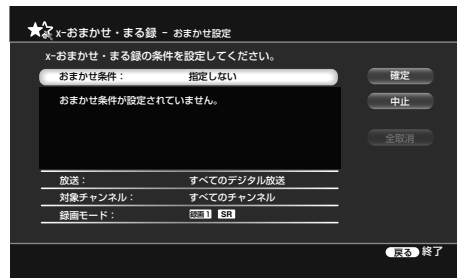 x-おまかせ・まる録 - おまかせ設定
x-おまかせ・まる録の条件を設定してください。
おまかせ条件： 指定しない
確定
おまかせ条件が設定されていません。
中止
全取消
放送： すべてのデジタル放送
対象チャンネル： すべてのチャンネル
録画モード： 録画1 SR
戻る 終了